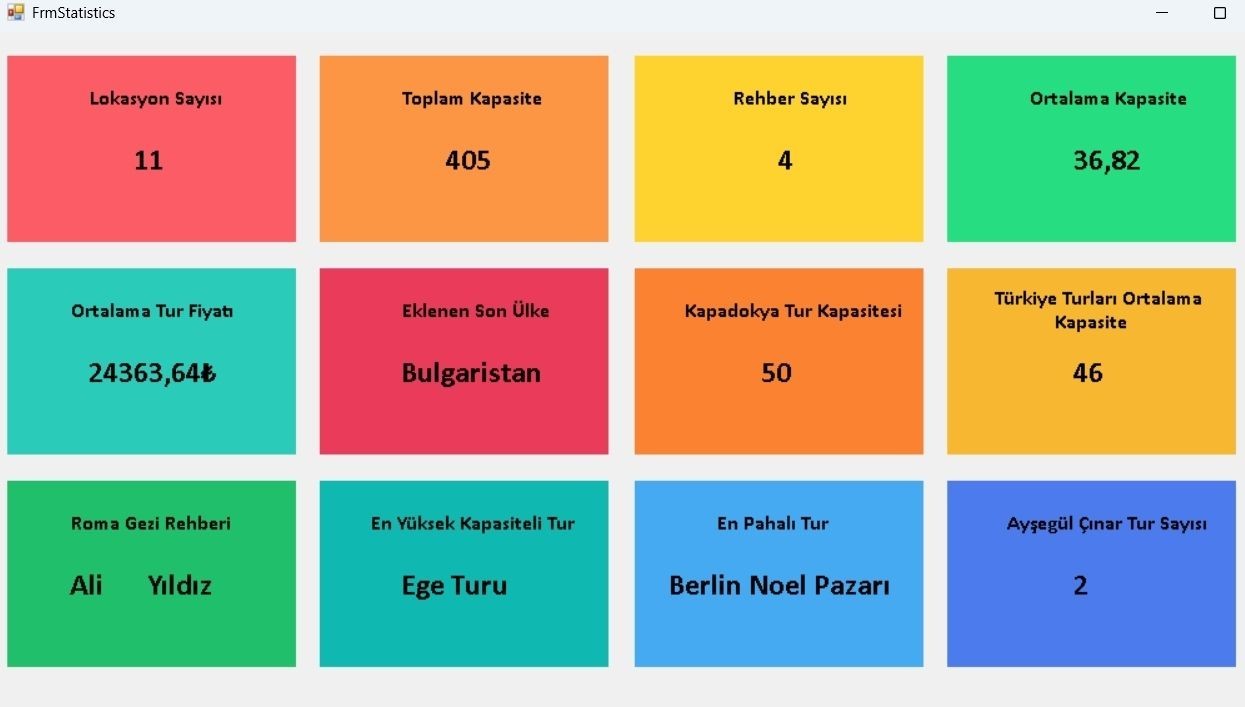 FrmStatistics
Lokasyon Sayısı
11
Toplam Kapasite
405
Rehber Sayısı
4
Ortalama Kapasite
36,82
Ortalama Tur Fiyatı
24363,64₺
Eklenen Son Ülke
Bulgaristan
Kapadokya Tur Kapasitesi
50
Türkiye Turları Ortalama
Kapasite
46
Roma Gezi Rehberi
Ali Yıldız
En Yüksek Kapasiteli Tur
Ege Turu
En Pahalı Tur
Berlin Noel Pazarı
Ayşegül Çınar Tur Sayısı
2